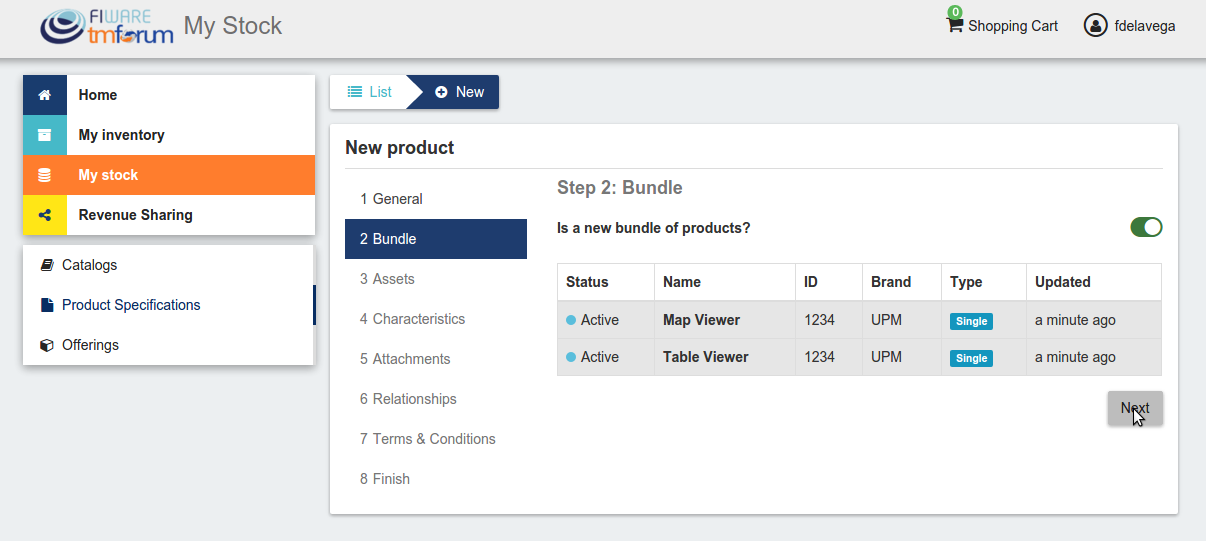 FIWARE
tmforum
My Stock
0
Shopping Cart
fdelavega
Home
My inventory
My stock
Revenue Sharing
Catalogs
Product Specifications
Offerings
List
New
New product
1 General
2 Bundle
3 Assets
4 Characteristics
5 Attachments
6 Relationships
7 Terms & Conditions
8 Finish
Step 2: Bundle
Is a new bundle of products?
Status Name ID Brand Type Updated
Active Map Viewer 1234 UPM Single a minute ago
Active Table Viewer 1234 UPM Single a minute ago
Next